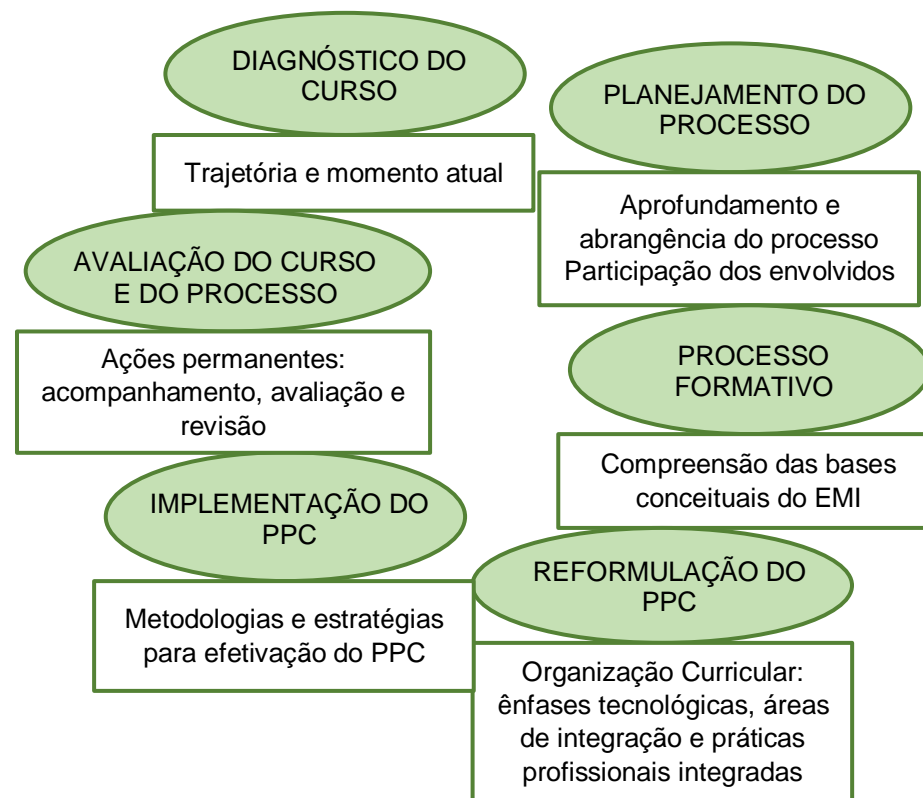 DIAGNÓSTICO DO
CURSO
Trajetória e momento atual
PLANEJAMENTO DO
PROCESSO
Aprofundamento e
abrangência do processo
Participação dos envolvidos
PROCESSO
FORMATIVO
Compreensão das bases
conceituais do EMI
REFORMULAÇÃO DO
PPC
Organização Curricular:
ênfases tecnológicas, áreas
de integração e práticas
profissionais integradas
IMPLEMENTAÇÃO DO
PPC
Metodologias e estratégias
para efetivação do PPC
AVALIAÇÃO DO CURSO
E DO PROCESSO
Ações permanentes:
acompanhamento, avaliação e
revisão